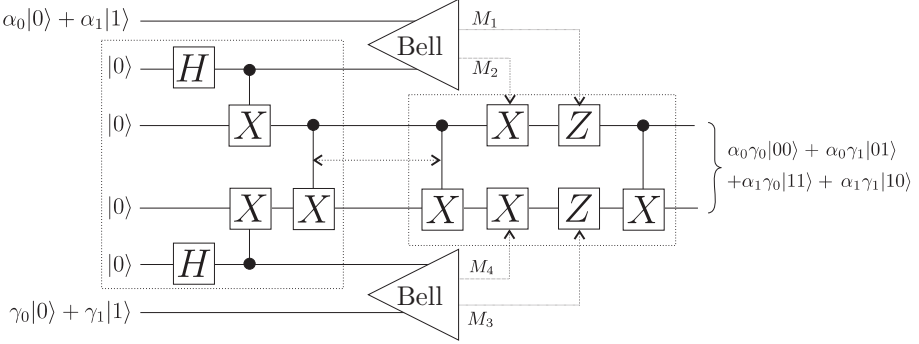 α₀|0⟩ + α₁|1⟩
Bell
M₁
M₂
|0⟩ H
|0⟩ X X Z
α₀γ₀|00⟩ + α₀γ₁|01⟩
+α₁γ₀|11⟩ + α₁γ₁|10⟩
|0⟩ X X X X Z X
|0⟩ H
M₄
Bell
M₃
γ₀|0⟩ + γ₁|1⟩